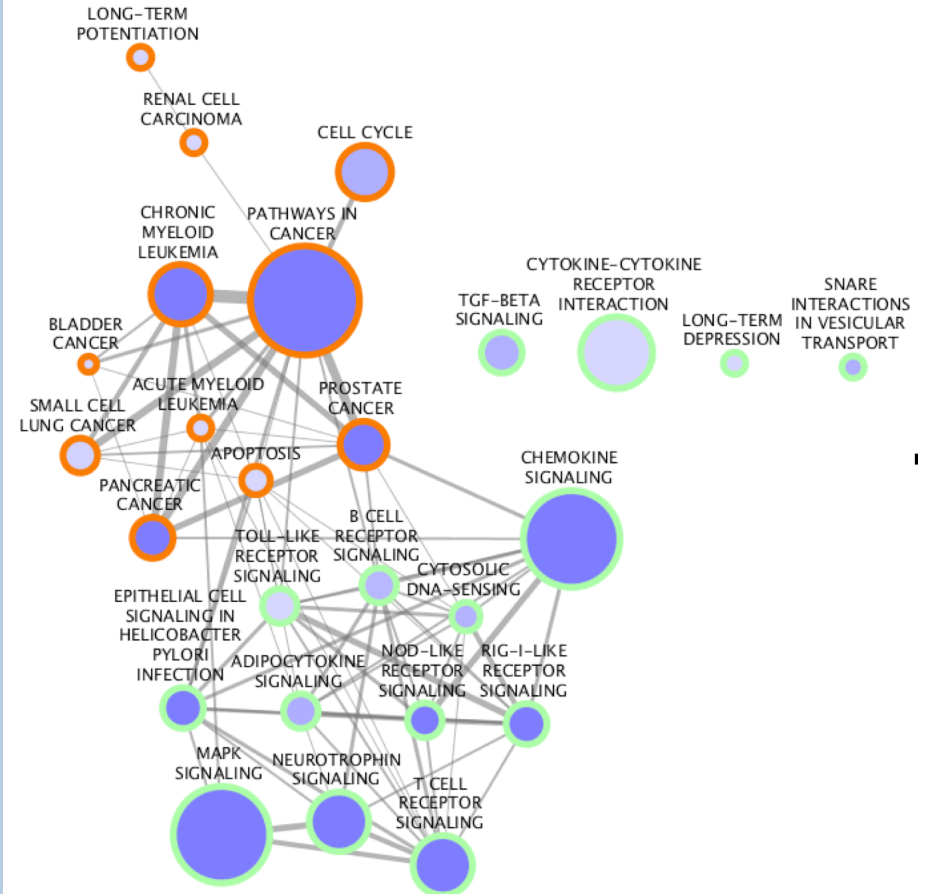 LONG-TERM
POTENTIATION
RENAL CELL
CARCINOMA
CELL CYCLE
CHRONIC
MYELOID
LEUKEMIA
PATHWAYS IN
CANCER
CYTOKINE-CYTOKINE
RECEPTOR
INTERACTION
TGF-BETA
SIGNALING
LONG-TERM
DEPRESSION
SNARE
INTERACTIONS
IN VESICULAR
TRANSPORT
BLADDER
CANCER
ACUTE MYELOID
LEUKEMIA
PROSTATE
CANCER
SMALL CELL
LUNG CANCER
APOPTOSIS
CHEMOKINE
SIGNALING
PANCREATIC
CANCER
TOLL-LIKE
RECEPTOR
SIGNALING
B CELL
RECEPTOR
SIGNALING
CYTOSOLIC
DNA-SENSING
EPITHELIAL CELL
SIGNALING IN
HELICOBACTER
PYLORI
INFECTION
ADIPOCYTOKINE
SIGNALING
NOD-LIKE
RECEPTOR
SIGNALING
RIG-I-LIKE
RECEPTOR
SIGNALING
MAPK
SIGNALING
NEUROTROPHIN
SIGNALING
T CELL
RECEPTOR
SIGNALING